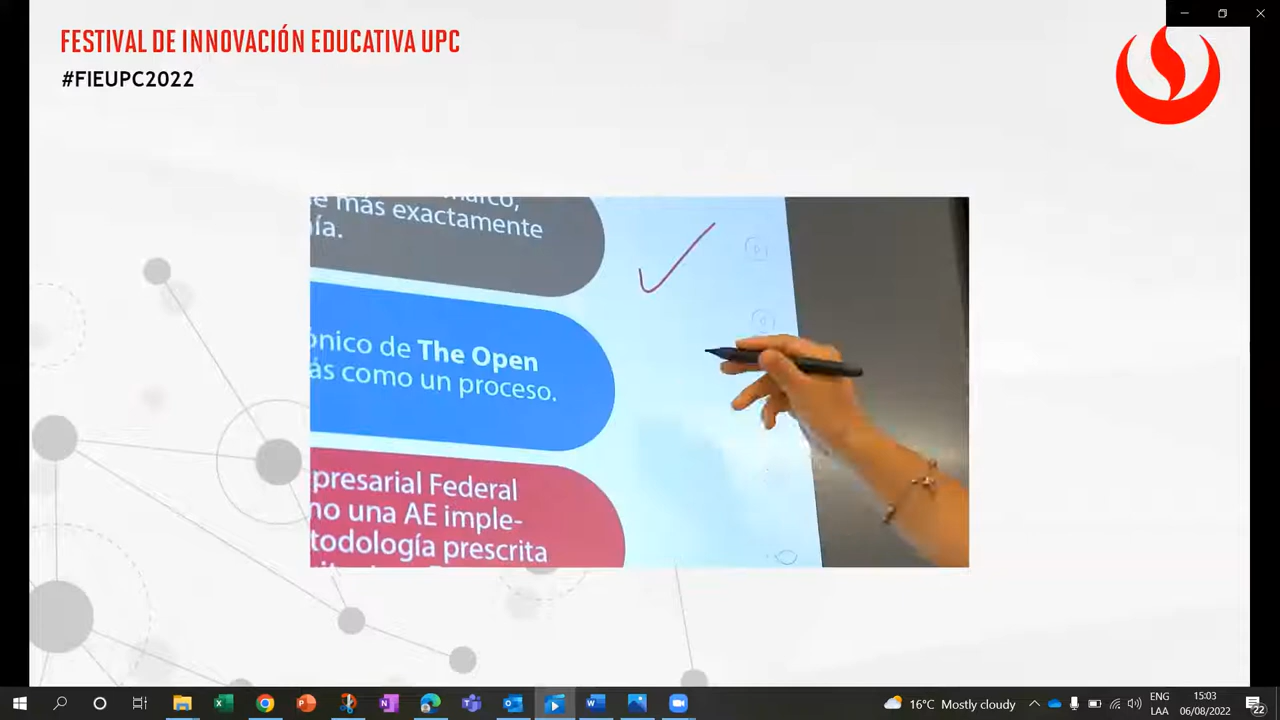 FESTIVAL DE INNOVACIÓN EDUCATIVA UPC
#FIEUPC2022
más exactamente
ónico de The Open
ás como un proceso.
presarial Federal
no una AE imple-
todología prescrita
16°C Mostly cloudy
ENG
LAA
15:03
06/08/2022
22